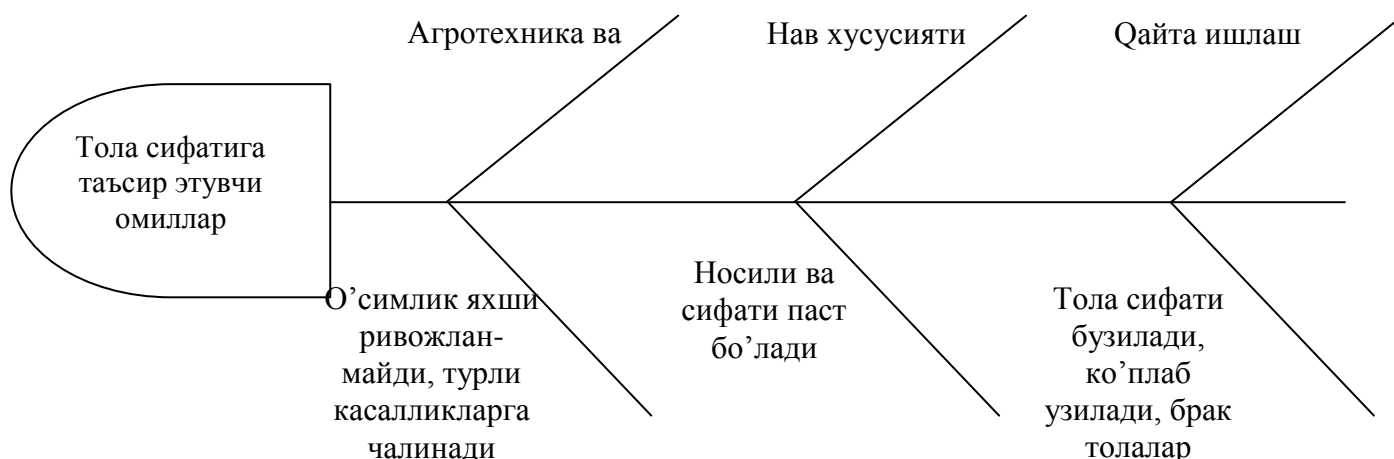 Агротехника ва
Нав хусусияти
Qайта ишлаш
Тола сифатига
таъсир этувчи
омиллар
О’симлик яхши
ривожлан-
майди, турли
касалликларга
чалинади
Носили ва
сифати паст
бо’лади
Тола сифати
бузилади,
ко’плаб
узилади, брак
толалар